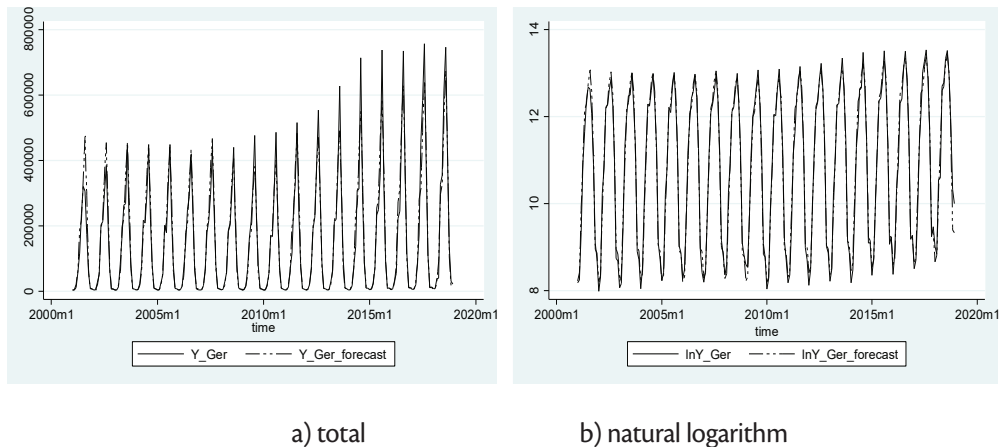 800000
600000
400000
200000
0
2000m1 2005m1 2010m1 2015m1 2020m1
time
Y_Ger Y_Ger_forecast
14
12
10
8
2000m1 2005m1 2010m1 2015m1 2020m1
time
lnY_Ger lnY_Ger_forecast
a) total
b) natural logarithm